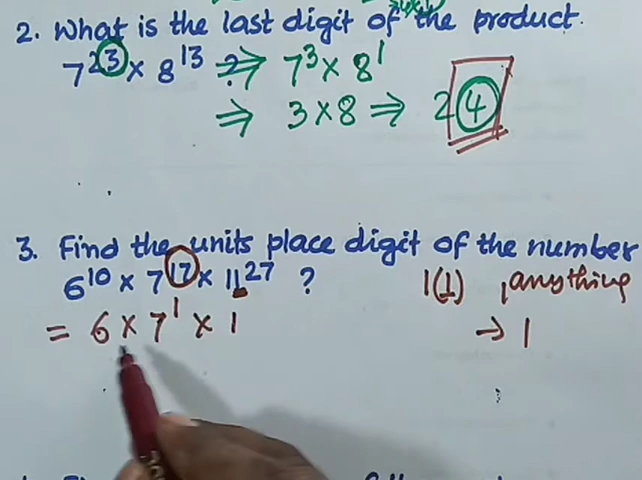 2. What is the last digit of the product.
7²³ × 8¹³ ? ⇒ 7³ × 8¹
⇒ 3 × 8 ⇒ 24
3. Find the units place digit of the number
6¹⁰ × 7¹⁷ × 11²⁷ ? 1(1) 1 anything
= 6 × 7¹ × 1 → 1